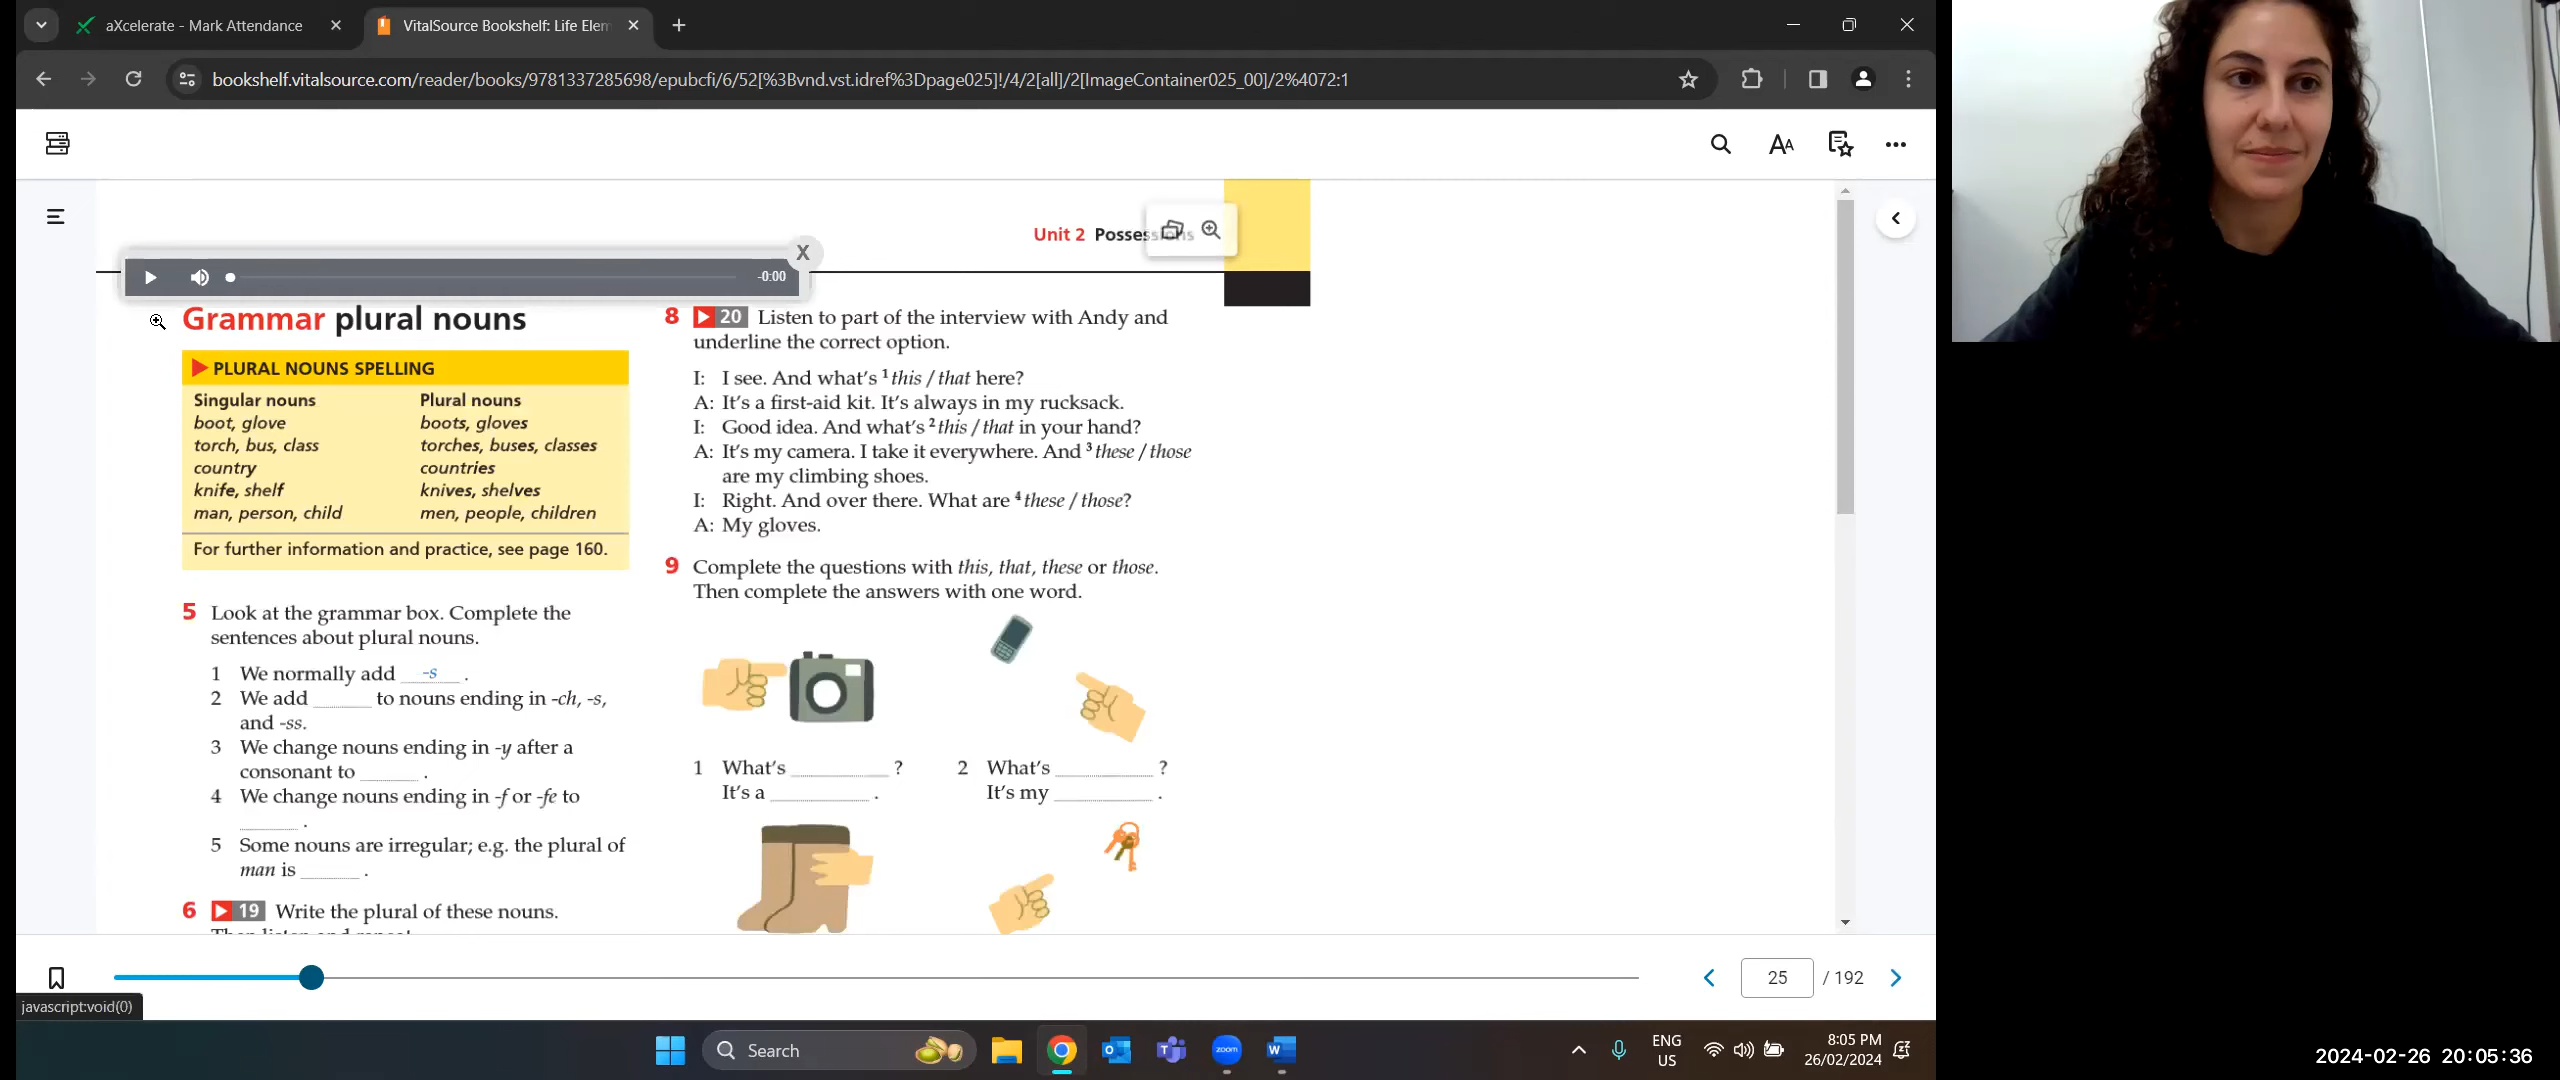 aXcelerate - Mark Attendance
VitalSource Bookshelf: Life Elem
bookshelf.vitalsource.com/reader/books/9781337285698/epubcfi/6/52[%3Bvnd.vst.idref%3Dpage025]!/4/2[all]/2[ImageContainer025_00]/2%4072:1
Unit 2 Possessions
X
-0:00
Grammar plural nouns
PLURAL NOUNS SPELLING
Singular nouns Plural nouns
boot, glove boots, gloves
torch, bus, class torches, buses, classes
country countries
knife, shelf knives, shelves
man, person, child men, people, children
For further information and practice, see page 160.
5 Look at the grammar box. Complete the
sentences about plural nouns.
1 We normally add -s .
2 We add ______ to nouns ending in -ch, -s,
and -ss.
3 We change nouns ending in -y after a
consonant to ______ .
4 We change nouns ending in -f or -fe to
______ .
5 Some nouns are irregular; e.g. the plural of
man is ______ .
6 19 Write the plural of these nouns.
Then listen and repeat.
8 20 Listen to part of the interview with Andy and
underline the correct option.
I: I see. And what's 1 this / that here?
A: It's a first-aid kit. It's always in my rucksack.
I: Good idea. And what's 2 this / that in your hand?
A: It's my camera. I take it everywhere. And 3 these / those
are my climbing shoes.
I: Right. And over there. What are 4 these / those?
A: My gloves.
9 Complete the questions with this, that, these or those.
Then complete the answers with one word.
1 What's __________ ?
It's a __________ .
2 What's __________ ?
It's my __________ .
25 / 192
javascript:void(0)
Search
zoom
ENG
US
8:05 PM
26/02/2024
2024-02-26 20:05:36